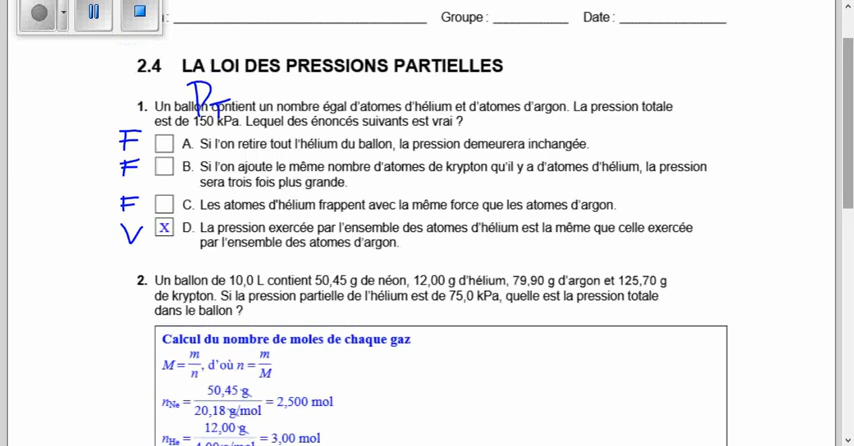 : ____________ Groupe : ________ Date : ________
2.4 LA LOI DES PRESSIONS PARTIELLES
P T
1. Un ballon contient un nombre égal d'atomes d'hélium et d'atomes d'argon. La pression totale
est de 150 kPa. Lequel des énoncés suivants est vrai ?
F A. Si l'on retire tout l'hélium du ballon, la pression demeurera inchangée.
F B. Si l'on ajoute le même nombre d'atomes de krypton qu'il y a d'atomes d'hélium, la pression
sera trois fois plus grande.
F C. Les atomes d'hélium frappent avec la même force que les atomes d'argon.
V X D. La pression exercée par l'ensemble des atomes d'hélium est la même que celle exercée
par l'ensemble des atomes d'argon.
2. Un ballon de 10,0 L contient 50,45 g de néon, 12,00 g d'hélium, 79,90 g d'argon et 125,70 g
de krypton. Si la pression partielle de l'hélium est de 75,0 kPa, quelle est la pression totale
dans le ballon ?
Calcul du nombre de moles de chaque gaz
M = m/n, d'où n = m/M
nNe = 50,45 g / 20,18 g/mol = 2,500 mol
nHe = 12,00 g / 4,00 g/mol = 3,00 mol